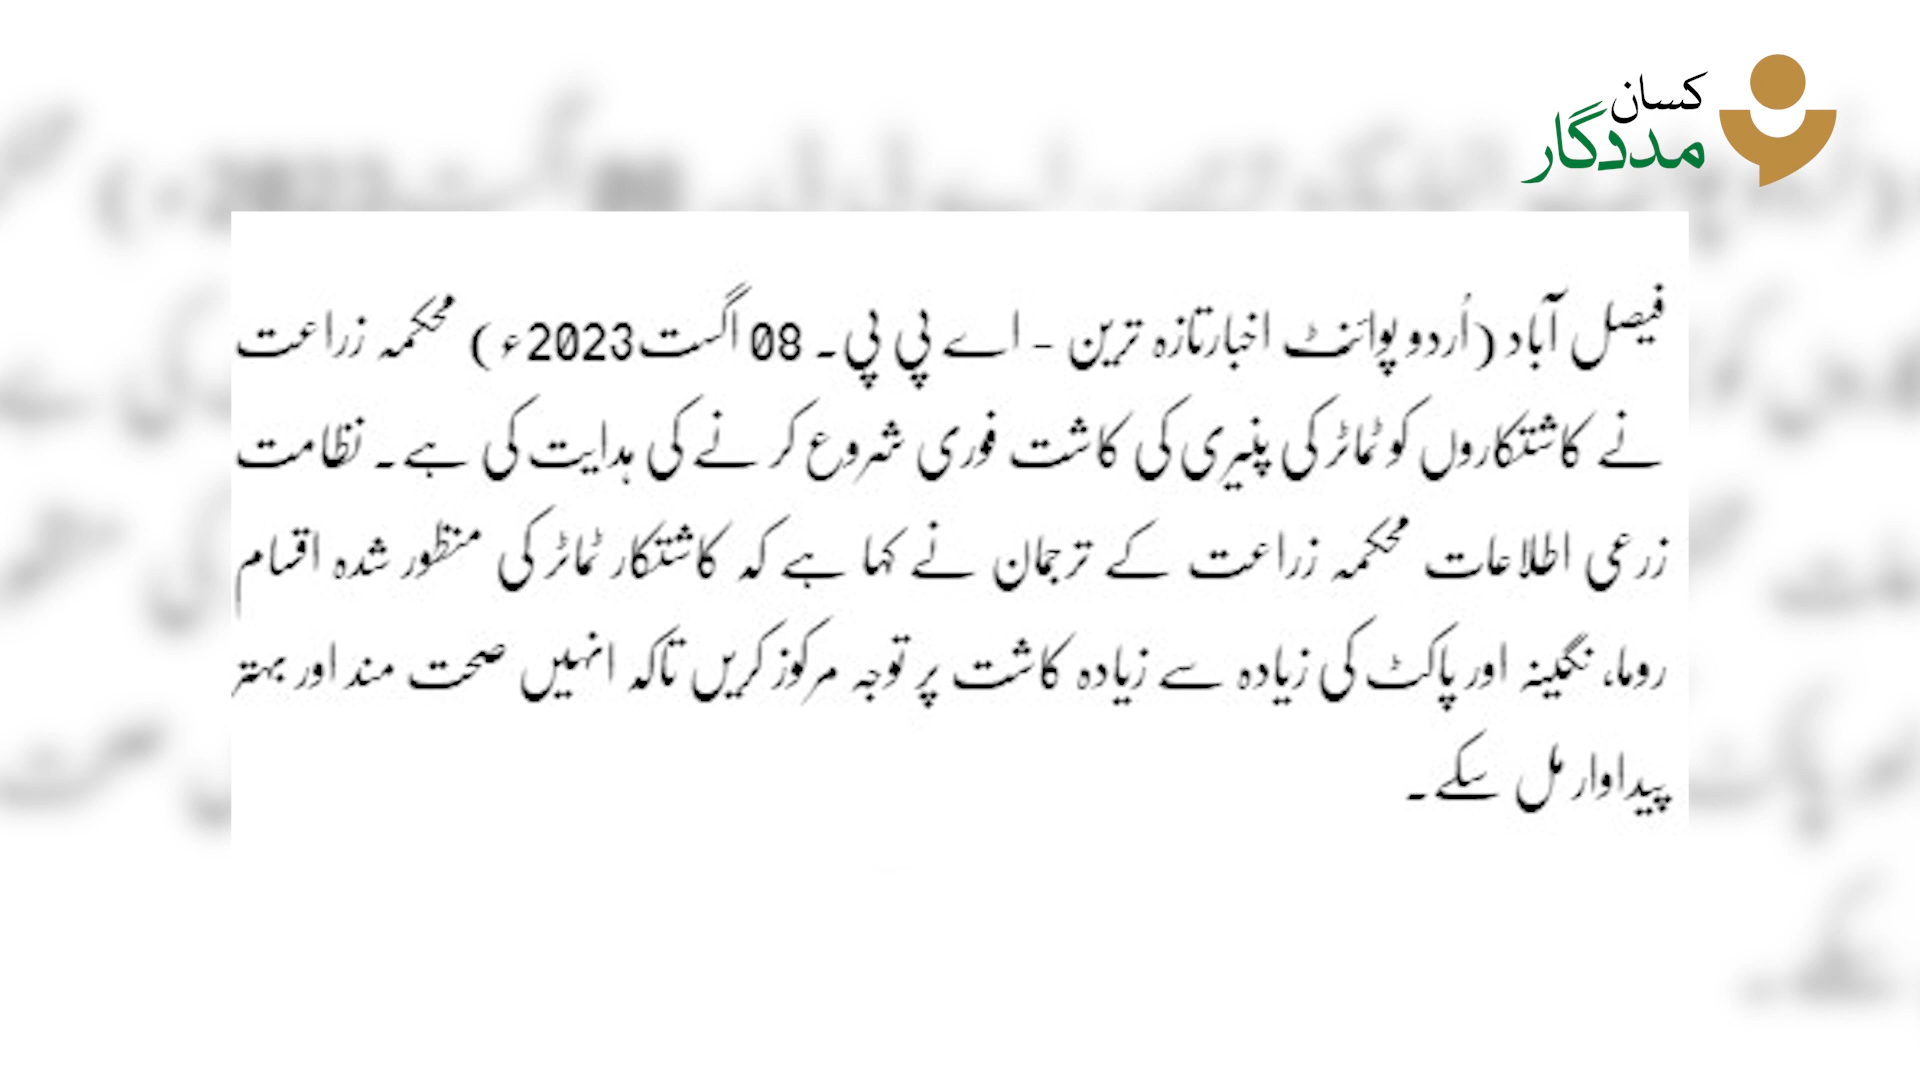 کسان
مددگار
فیصل آباد (اُردو پوائنٹ اخبارتازہ ترین - اے پی پی۔ 08 اگست2023ء) محکمہ زراعت
نے کاشتکاروں کو ٹماٹر کی پنیری کی کاشت فوری شروع کر نے کی ہدایت کی ہے۔ نظامت
زرعی اطلاعات محکمہ زراعت کے ترجمان نے کہا ہے کہ کاشتکار ٹماٹر کی منظور شدہ اقسام
روما، نگینہ اور پاکٹ کی زیادہ سے زیادہ کاشت پر توجہ مرکوز کریں تاکہ انہیں صحت مند اور بہتر
پیداوار مل سکے۔